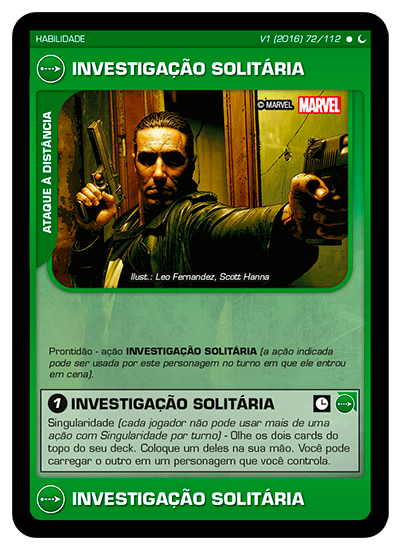 HABILIDADE
V1 (2016) 72/112
INVESTIGAÇÃO SOLITÁRIA
ATAQUE À DISTÂNCIA
© MARVEL MARVEL
Ilust.: Leo Fernandez, Scott Hanna
Prontidão - ação INVESTIGAÇÃO SOLITÁRIA (a ação indicada
pode ser usada por este personagem no turno em que ele entrou
em cena).
1 INVESTIGAÇÃO SOLITÁRIA
Singularidade (cada jogador não pode usar mais de uma
ação com Singularidade por turno) - Olhe os dois cards do
topo do seu deck. Coloque um deles na sua mão. Você pode
carregar o outro em um personagem que você controla.
INVESTIGAÇÃO SOLITÁRIA